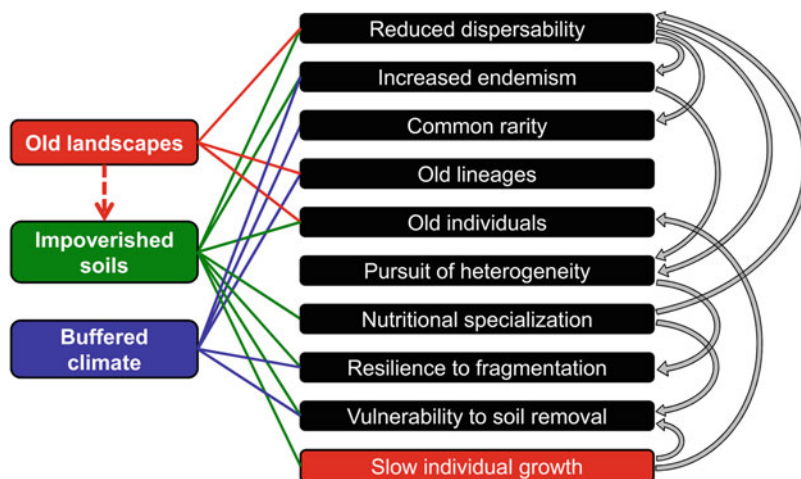 Old landscapes
Impoverished
soils
Buffered
climate
Reduced dispersability
Increased endemism
Common rarity
Old lineages
Old individuals
Pursuit of heterogeneity
Nutritional specialization
Resilience to fragmentation
Vulnerability to soil removal
Slow individual growth